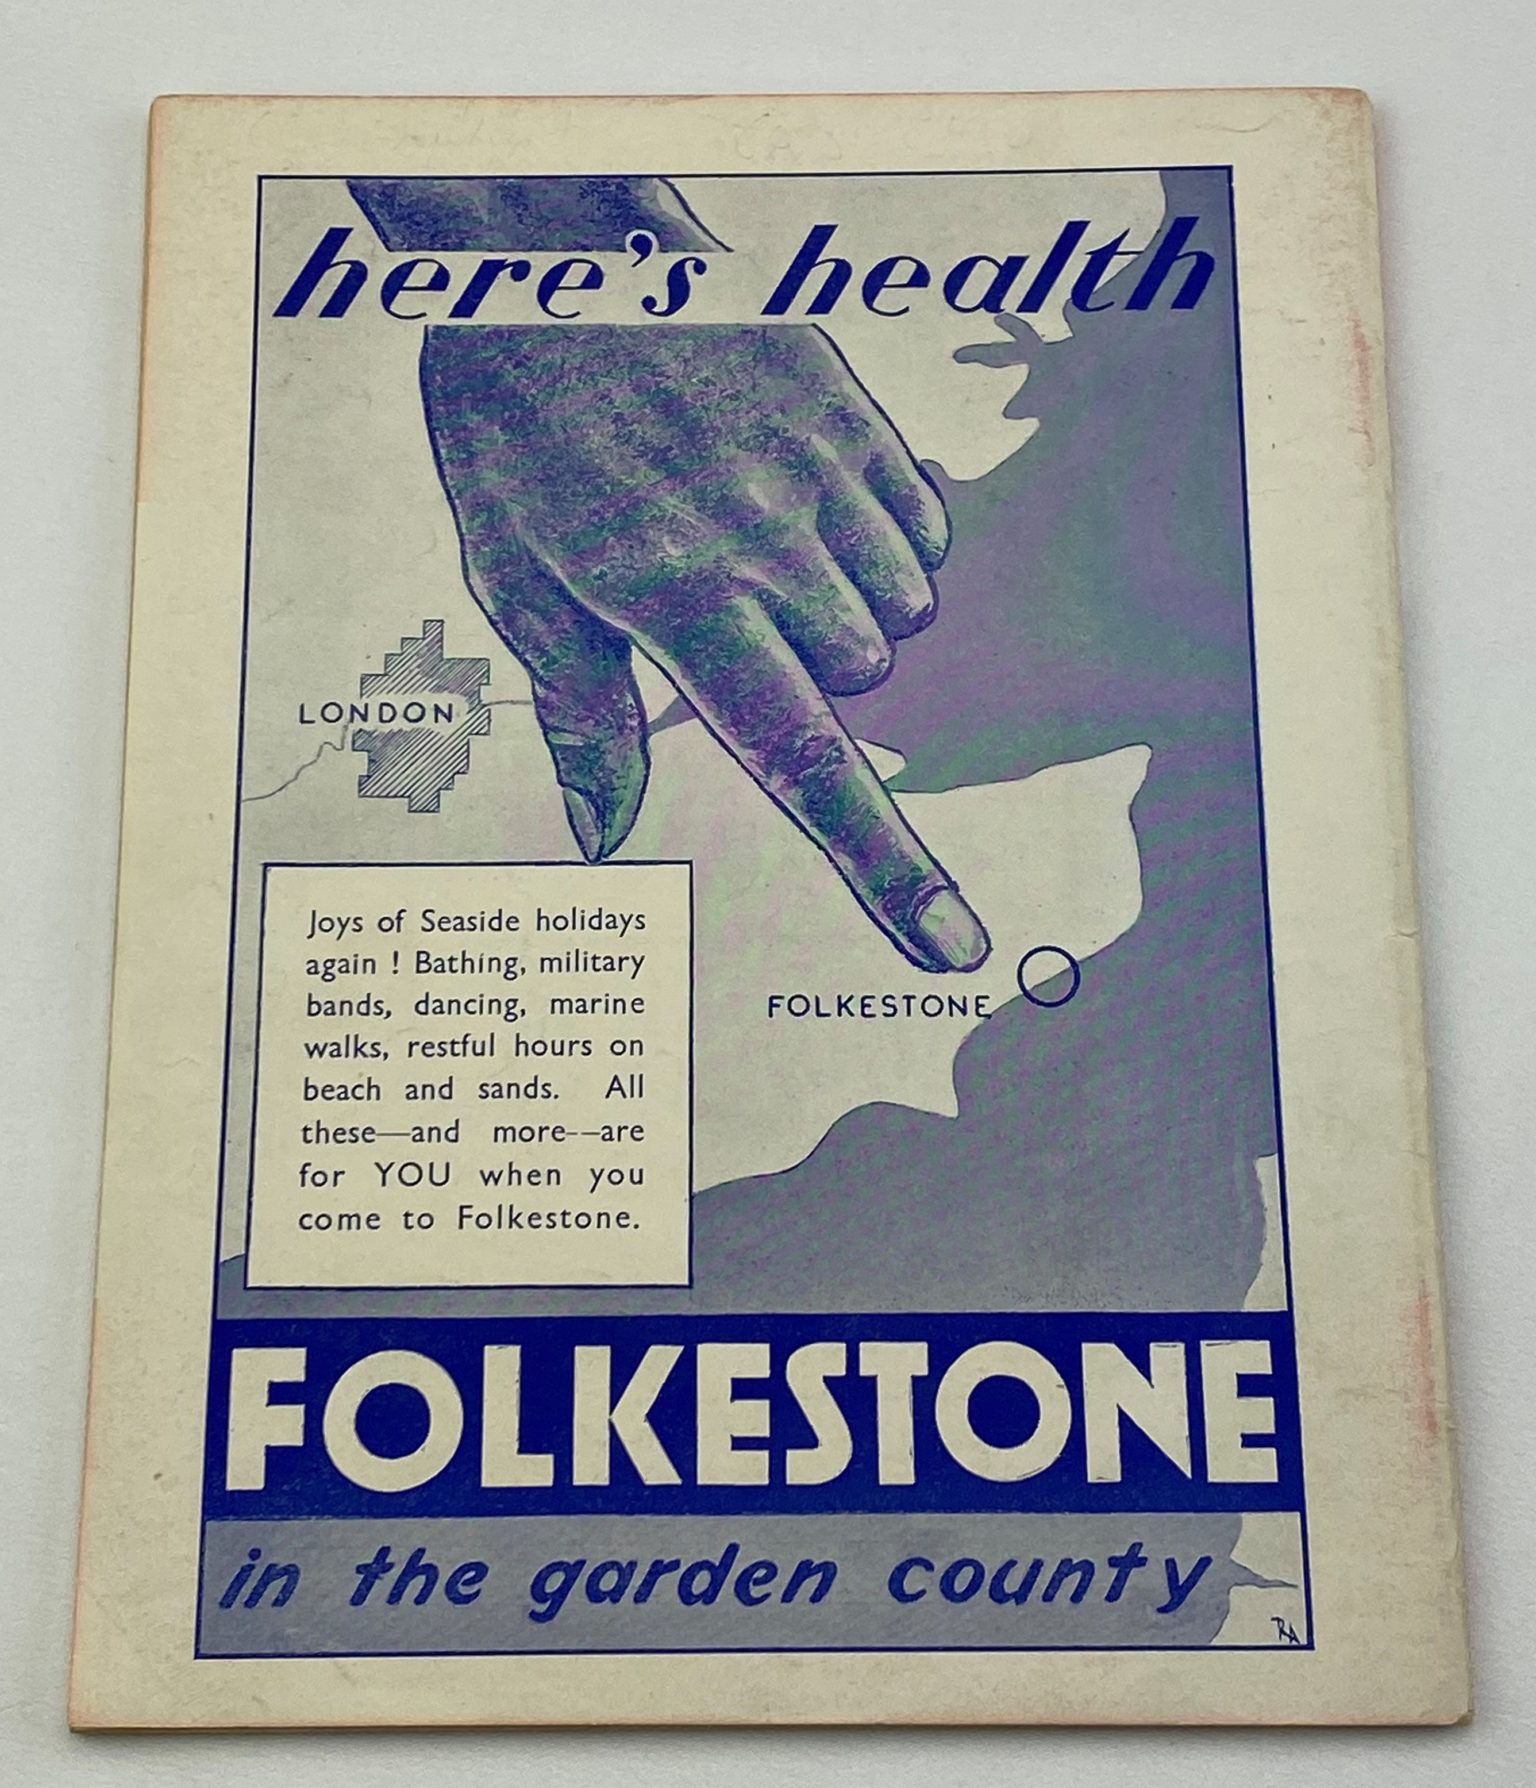 here's health
LONDON
Joys of Seaside holidays
again ! Bathing, military
bands, dancing, marine
walks, restful hours on
beach and sands. All
these—and more-—are
for YOU when you
come to Folkestone.
FOLKESTONE
FOLKESTONE
in the garden county
RA